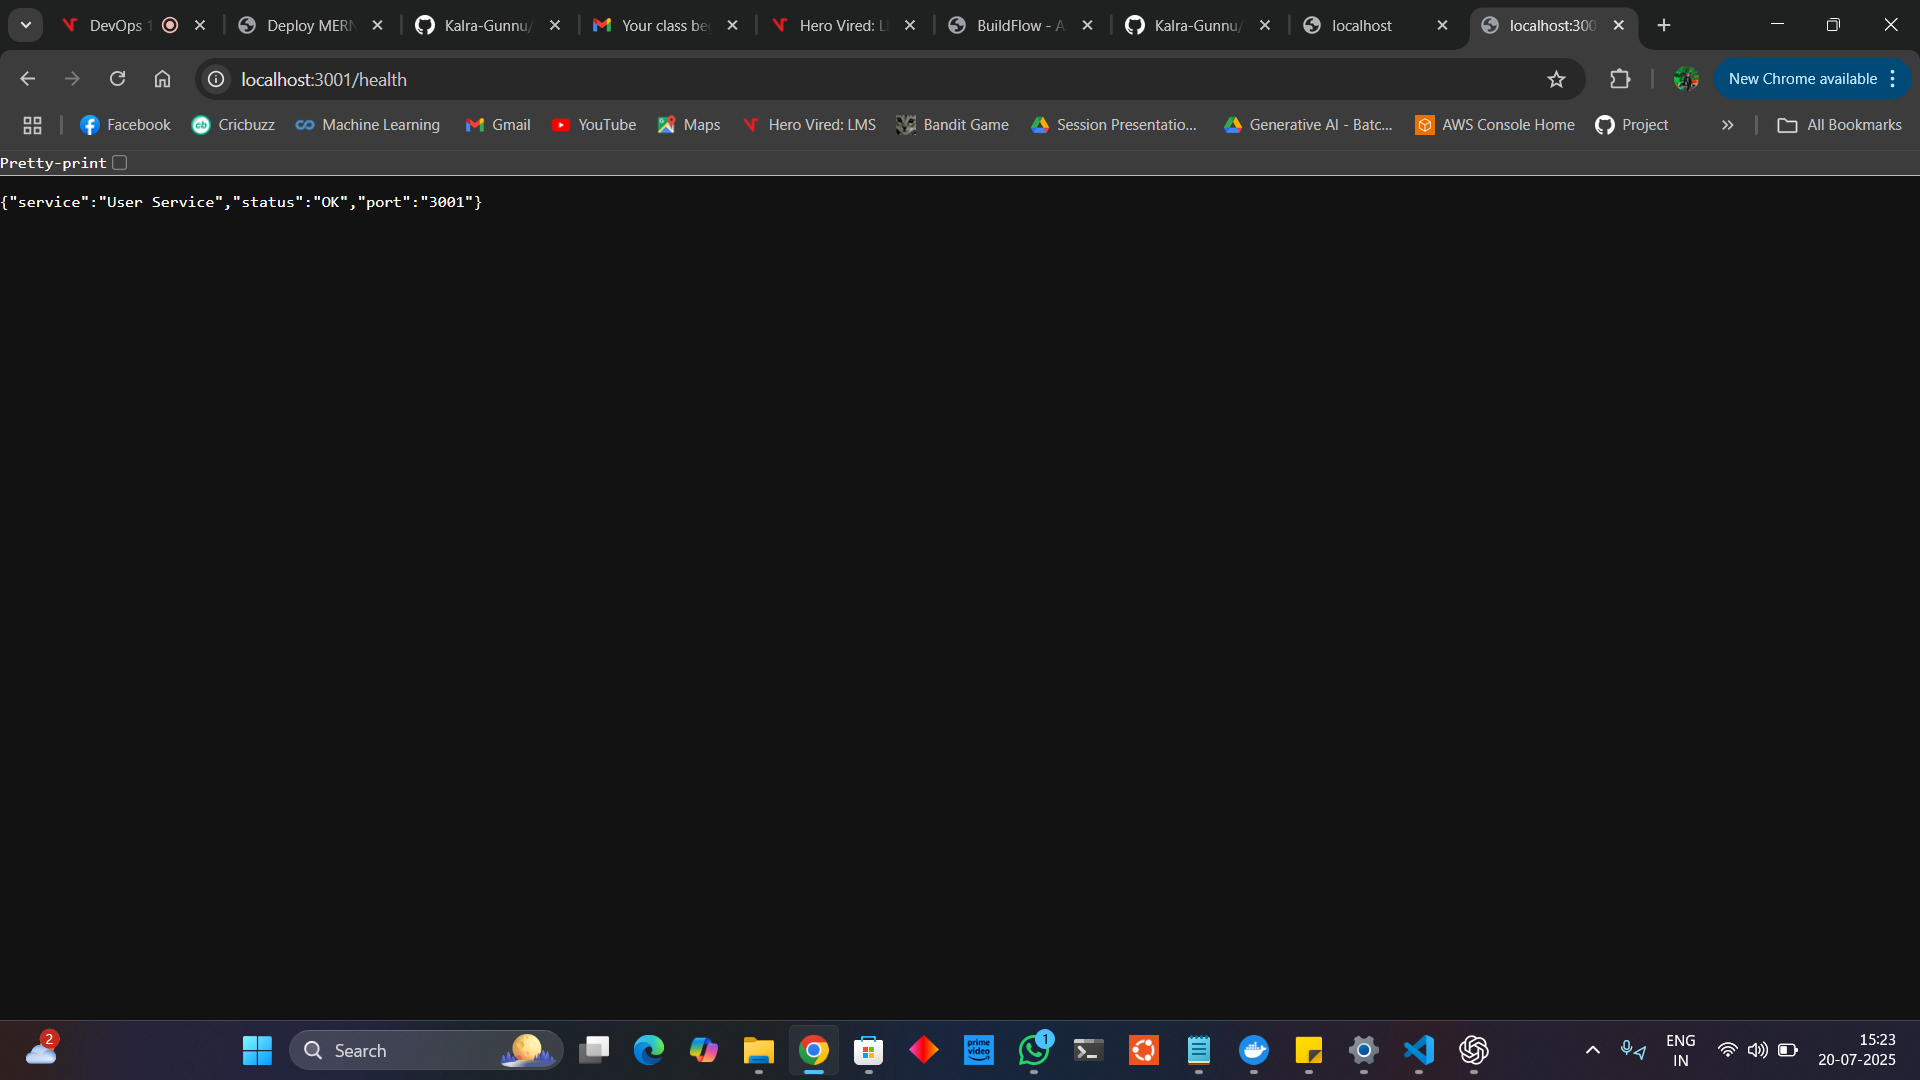 DevOps 1
Deploy MERN
Kalra-Gunnu/
Your class be
Hero Vired: L
BuildFlow - A
Kalra-Gunnu/
localhost
localhost:300
localhost:3001/health
New Chrome available
Facebook
Cricbuzz
Machine Learning
Gmail
YouTube
Maps
Hero Vired: LMS
Bandit Game
Session Presentatio...
Generative AI - Batc...
AWS Console Home
Project
All Bookmarks
Pretty-print
{"service":"User Service","status":"OK","port":"3001"}
2
Search
prime video
1
ENG
IN
15:23
20-07-2025